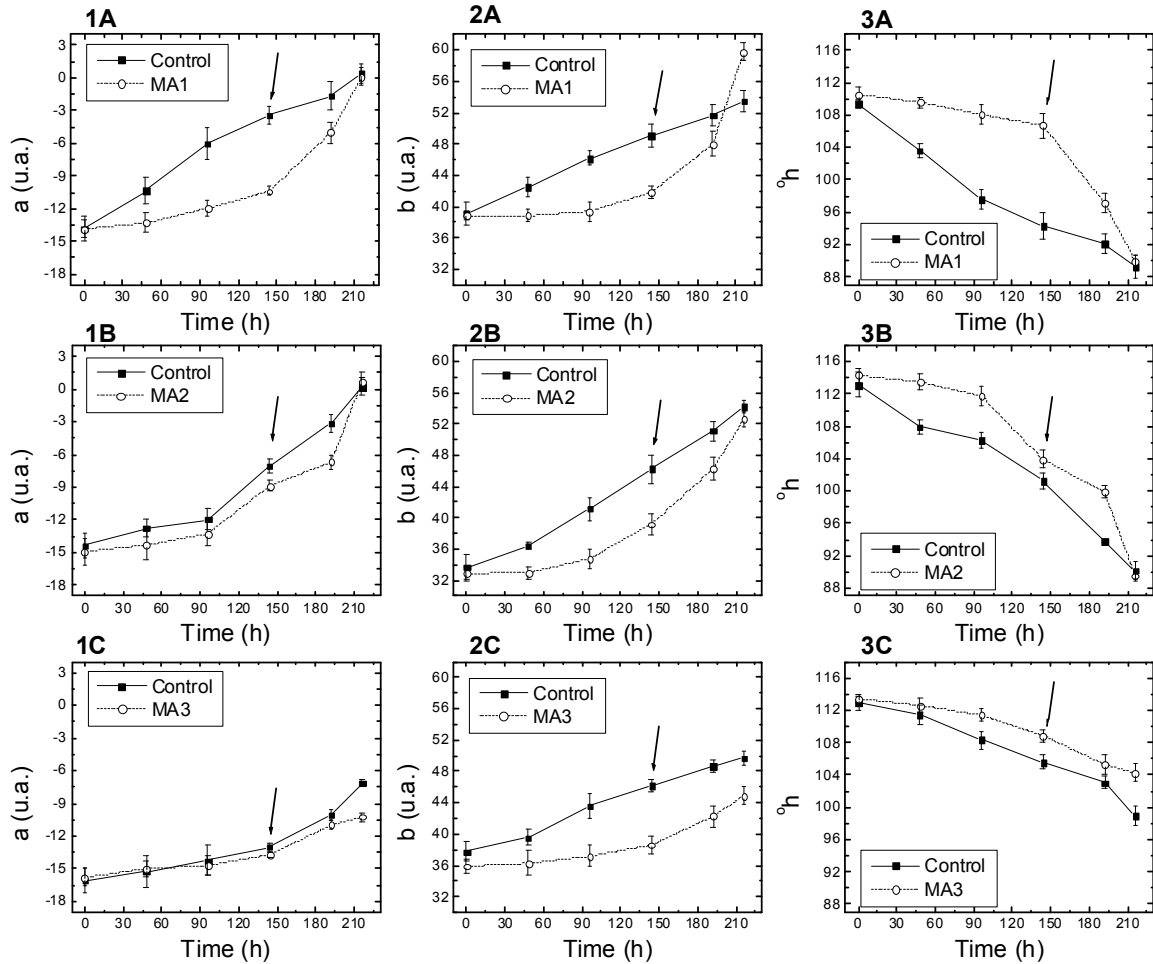 1A
a (u.a.)
3
0
-3
-6
-9
-12
-15
-18
Control
MA1
0 30 60 90 120 150 180 210
Time (h)
2A
b (u.a.)
60
56
52
48
44
40
36
32
Control
MA1
0 30 60 90 120 150 180 210
Time (h)
3A
°h
116
112
108
104
100
96
92
88
Control
MA1
0 30 60 90 120 150 180 210
Time (h)
1B
a (u.a.)
3
0
-3
-6
-9
-12
-15
-18
Control
MA2
0 30 60 90 120 150 180 210
Time (h)
2B
b (u.a.)
60
56
52
48
44
40
36
32
Control
MA2
0 30 60 90 120 150 180 210
Time (h)
3B
°h
116
112
108
104
100
96
92
88
Control
MA2
0 30 60 90 120 150 180 210
Time (h)
1C
a (u.a.)
3
0
-3
-6
-9
-12
-15
-18
Control
MA3
0 30 60 90 120 150 180 210
Time (h)
2C
b (u.a.)
60
56
52
48
44
40
36
32
Control
MA3
0 30 60 90 120 150 180 210
Time (h)
3C
°h
116
112
108
104
100
96
92
88
Control
MA3
0 30 60 90 120 150 180 210
Time (h)